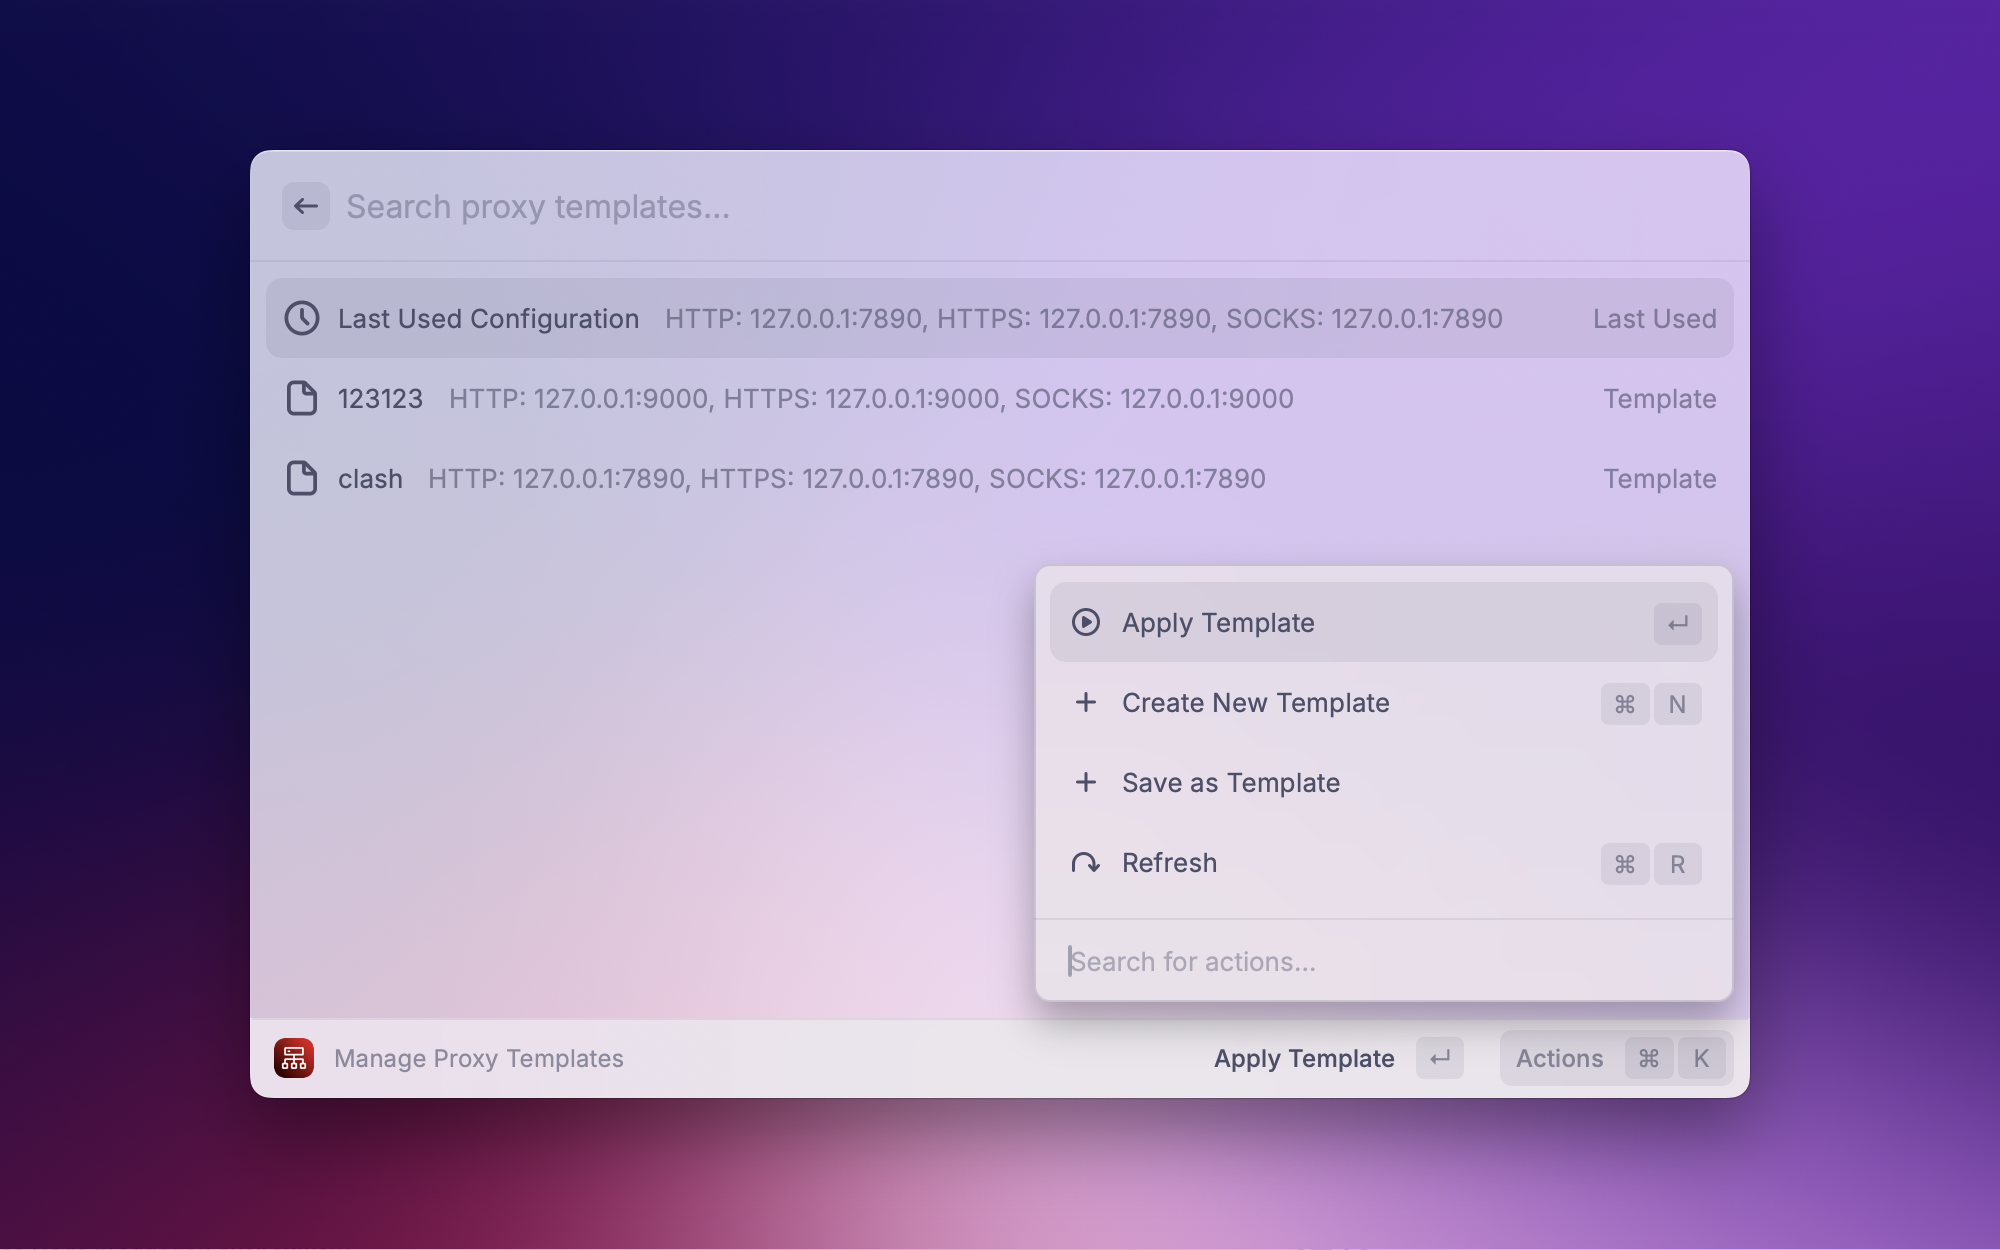 Search proxy templates...
Last Used Configuration HTTP: 127.0.0.1:7890, HTTPS: 127.0.0.1:7890, SOCKS: 127.0.0.1:7890 Last Used
123123 HTTP: 127.0.0.1:9000, HTTPS: 127.0.0.1:9000, SOCKS: 127.0.0.1:9000 Template
clash HTTP: 127.0.0.1:7890, HTTPS: 127.0.0.1:7890, SOCKS: 127.0.0.1:7890 Template
Apply Template ↵
Create New Template ⌘ N
Save as Template
Refresh ⌘ R
Search for actions...
Manage Proxy Templates Apply Template ↵ Actions ⌘ K